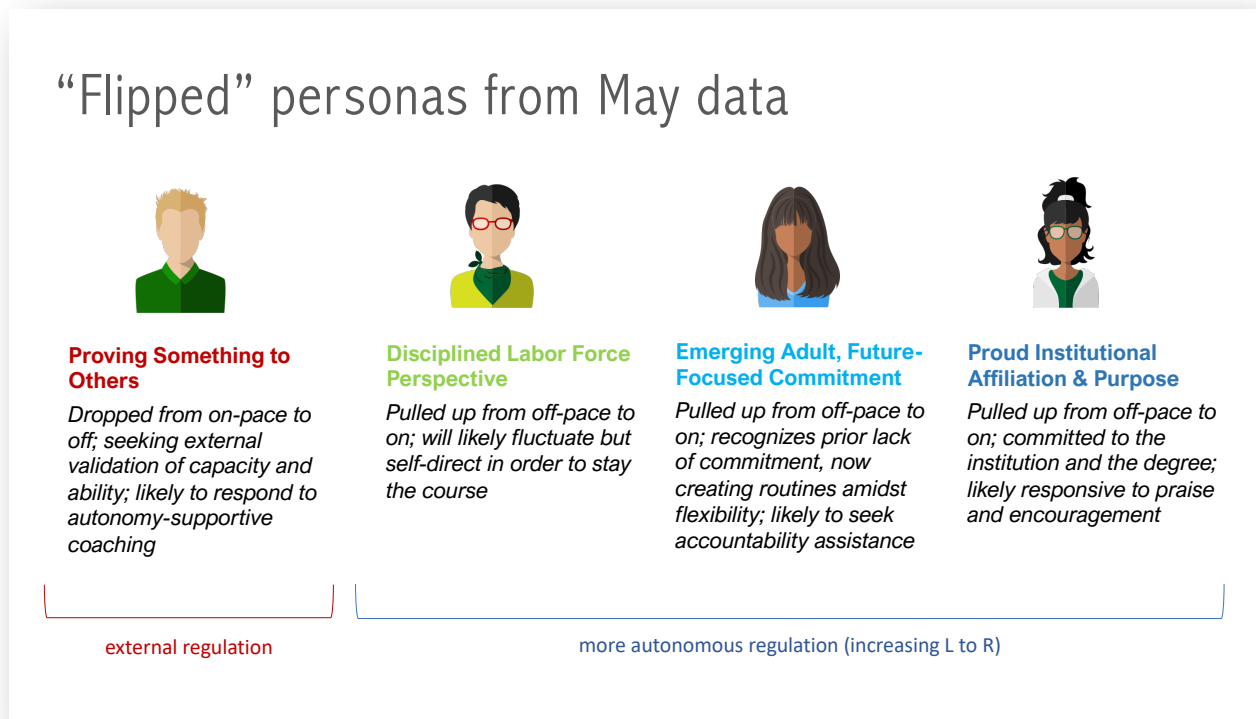 “Flipped” personas from May data
Proving Something to
Others
Dropped from on-pace to
off; seeking external
validation of capacity and
ability; likely to respond to
autonomy-supportive
coaching
Disciplined Labor Force
Perspective
Pulled up from off-pace to
on; will likely fluctuate but
self-direct in order to stay
the course
Emerging Adult, Future-
Focused Commitment
Pulled up from off-pace to
on; recognizes prior lack
of commitment, now
creating routines amidst
flexibility; likely to seek
accountability assistance
Proud Institutional
Affiliation & Purpose
Pulled up from off-pace to
on; committed to the
institution and the degree;
likely responsive to praise
and encouragement
external regulation
more autonomous regulation (increasing L to R)